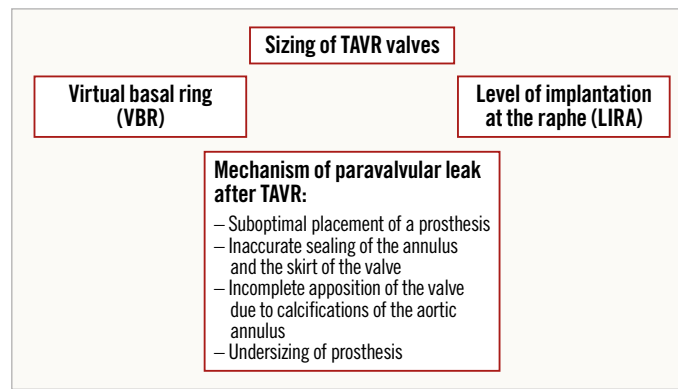 Sizing of TAVR valves
Virtual basal ring
(VBR)
Level of implantation
at the raphe (LIRA)
Mechanism of paravalvular leak
after TAVR:
– Suboptimal placement of a prosthesis
– Inaccurate sealing of the annulus
and the skirt of the valve
– Incomplete apposition of the valve
due to calcifications of the aortic
annulus
– Undersizing of prosthesis